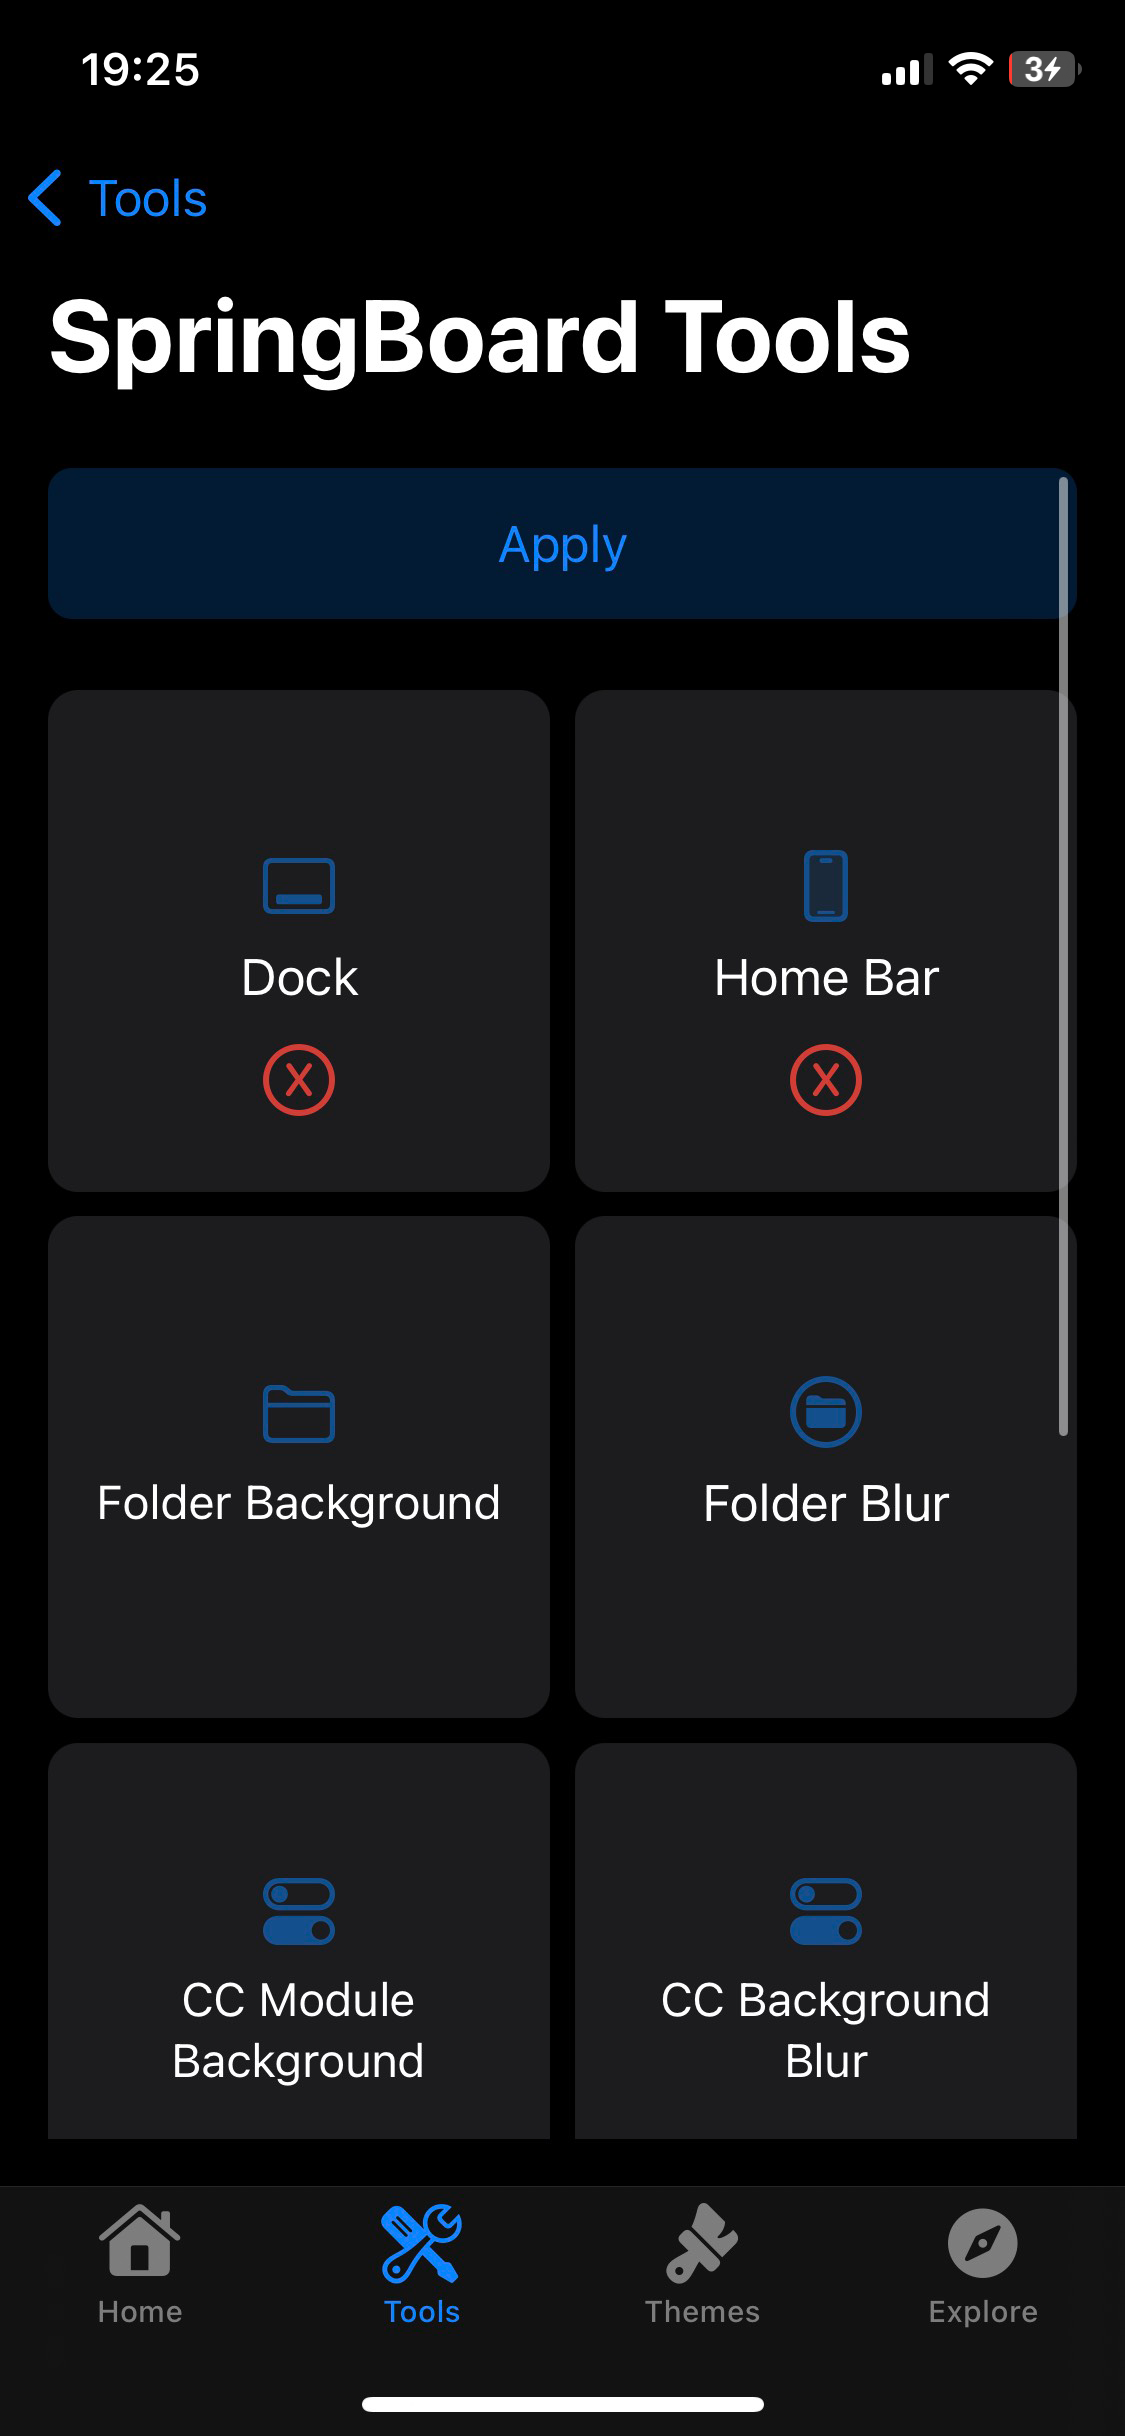 19:25
3
Tools
SpringBoard Tools
Apply
Dock
Home Bar
Folder Background
Folder Blur
CC Module
Background
CC Background
Blur
Home
Tools
Themes
Explore